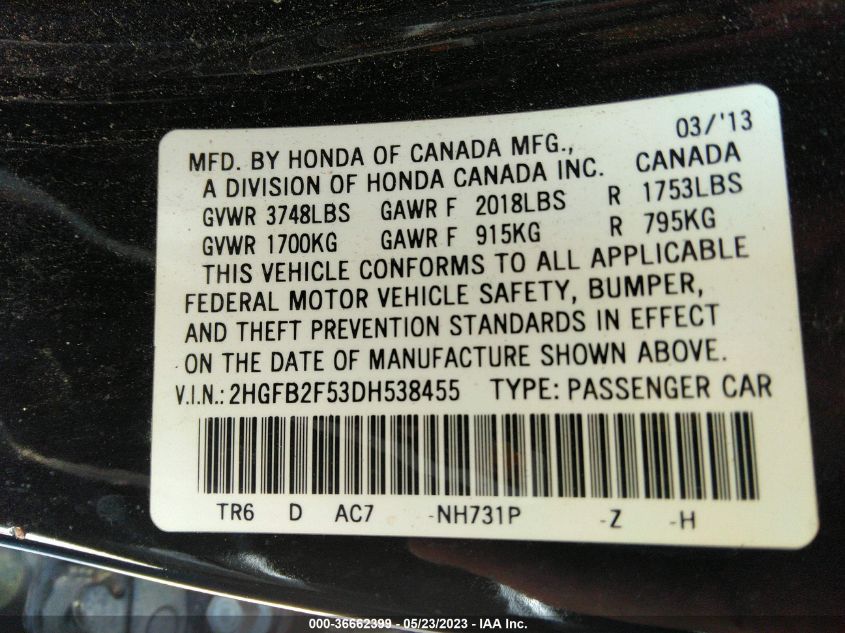 03/'13
MFD. BY HONDA OF CANADA MFG.,
A DIVISION OF HONDA CANADA INC. CANADA
GVWR 3748LBS GAWR F 2018LBS R 1753LBS
GVWR 1700KG GAWR F 915KG R 795KG
THIS VEHICLE CONFORMS TO ALL APPLICABLE
FEDERAL MOTOR VEHICLE SAFETY, BUMPER,
AND THEFT PREVENTION STANDARDS IN EFFECT
ON THE DATE OF MANUFACTURE SHOWN ABOVE.
V.I.N.: 2HGFB2F53DH538455 TYPE: PASSENGER CAR
TR6 D AC7 -NH731P -Z -H
000-36662399 - 05/23/2023 - IAA Inc.